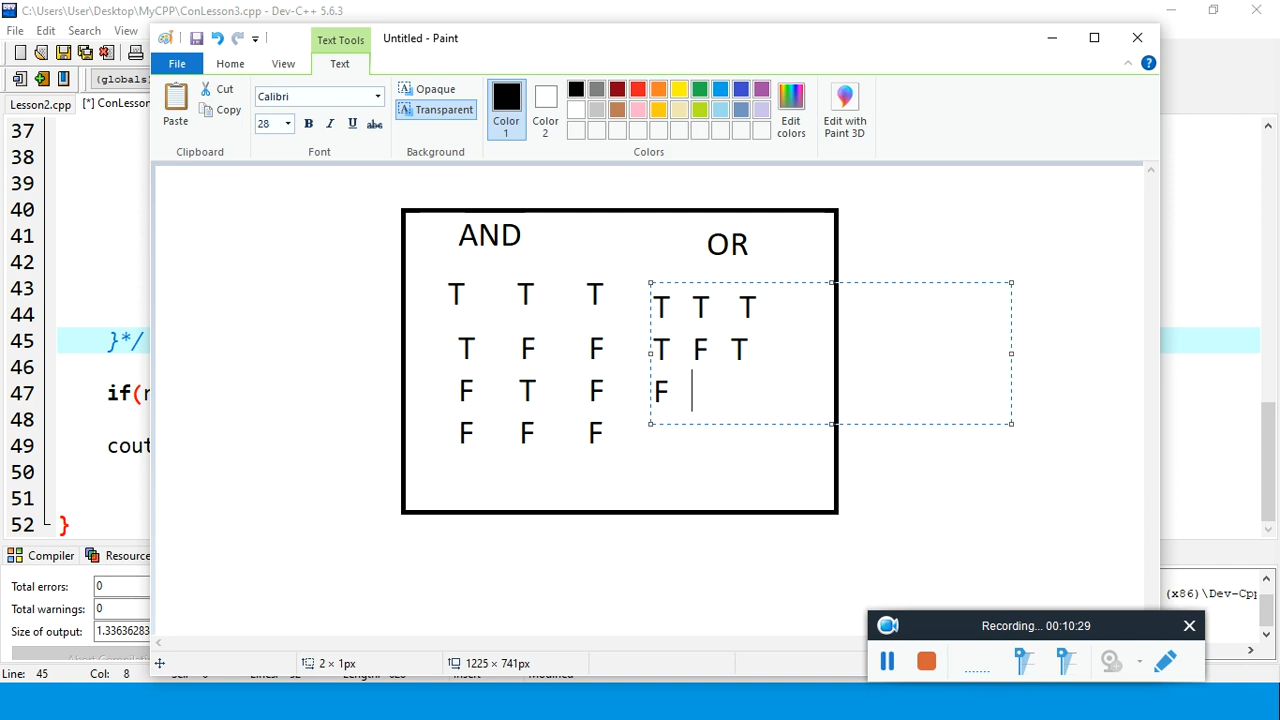 C:\Users\User\Desktop\MyCPP\ConLesson3.cpp - Dev-C++ 5.6.3
File Edit Search View
Text Tools
Untitled - Paint
File Home View Text
(globals)
Lesson2.cpp [*] ConLesson
Paste
Cut
Copy
Clipboard
Calibri
28
B I U abc
Font
Opaque
Transparent
Background
Color 1
Color 2
Edit colors
Colors
Edit with Paint 3D
37
38
39
40
41
42
43
44
45 }*/
46
47 if(
48
49 cout
50
51
52 }
AND OR
T T T T T T
T F F T F T
F T F F
F F F
Compiler Resource
Total errors: 0
Total warnings: 0
Size of output: 1.33636283
(x86)\Dev-Cpp
2 × 1px
1225 × 741px
Recording... 00:10:29
Line: 45 Col: 8